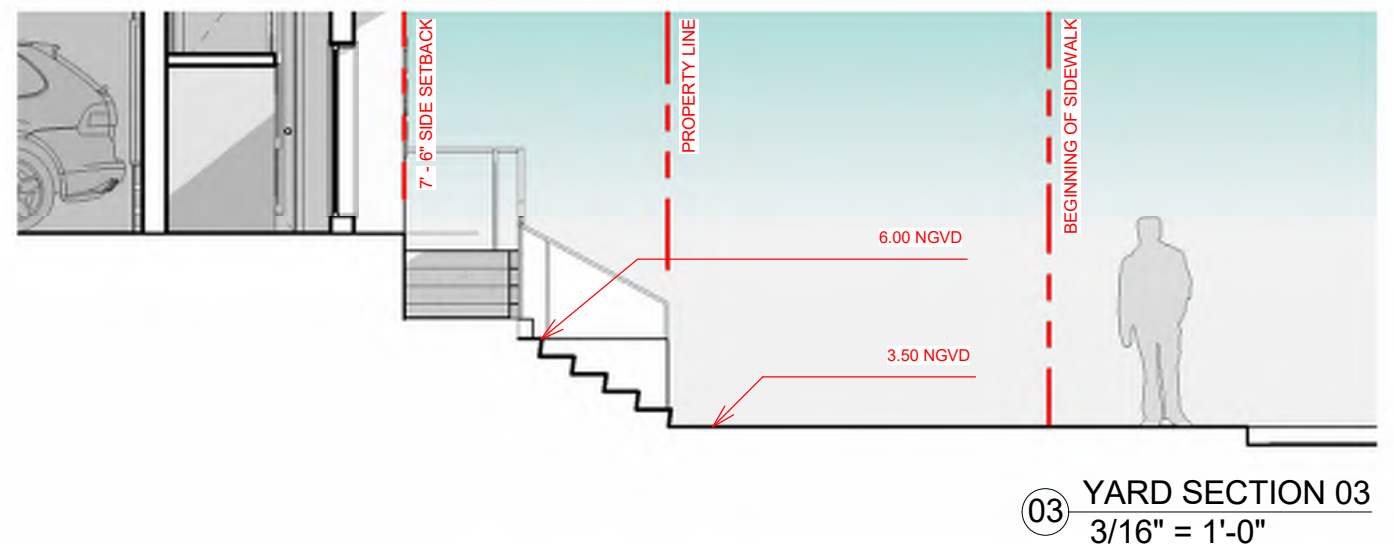 7' - 6" SIDE SETBACK
PROPERTY LINE
BEGINNING OF SIDEWALK
6.00 NGVD
3.50 NGVD
03
YARD SECTION 03
3/16" = 1'-0"